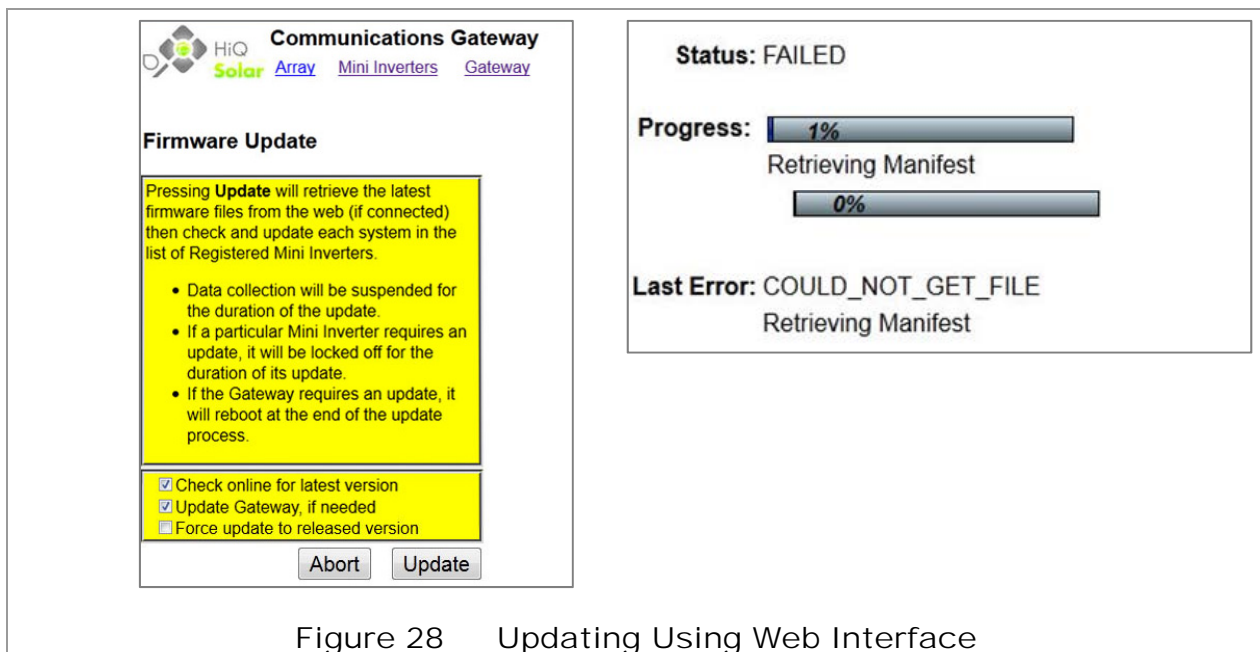 HiQ
Solar
Communications Gateway
Array Mini Inverters Gateway
Firmware Update
Pressing Update will retrieve the latest
firmware files from the web (if connected)
then check and update each system in the
list of Registered Mini Inverters.
• Data collection will be suspended for
the duration of the update.
• If a particular Mini Inverter requires an
update, it will be locked off for the
duration of its update.
• If the Gateway requires an update, it
will reboot at the end of the update
process.
Check online for latest version
Update Gateway, if needed
Force update to released version
Abort Update
Status: FAILED
Progress: 1%
Retrieving Manifest
0%
Last Error: COULD_NOT_GET_FILE
Retrieving Manifest
Figure 28 Updating Using Web Interface